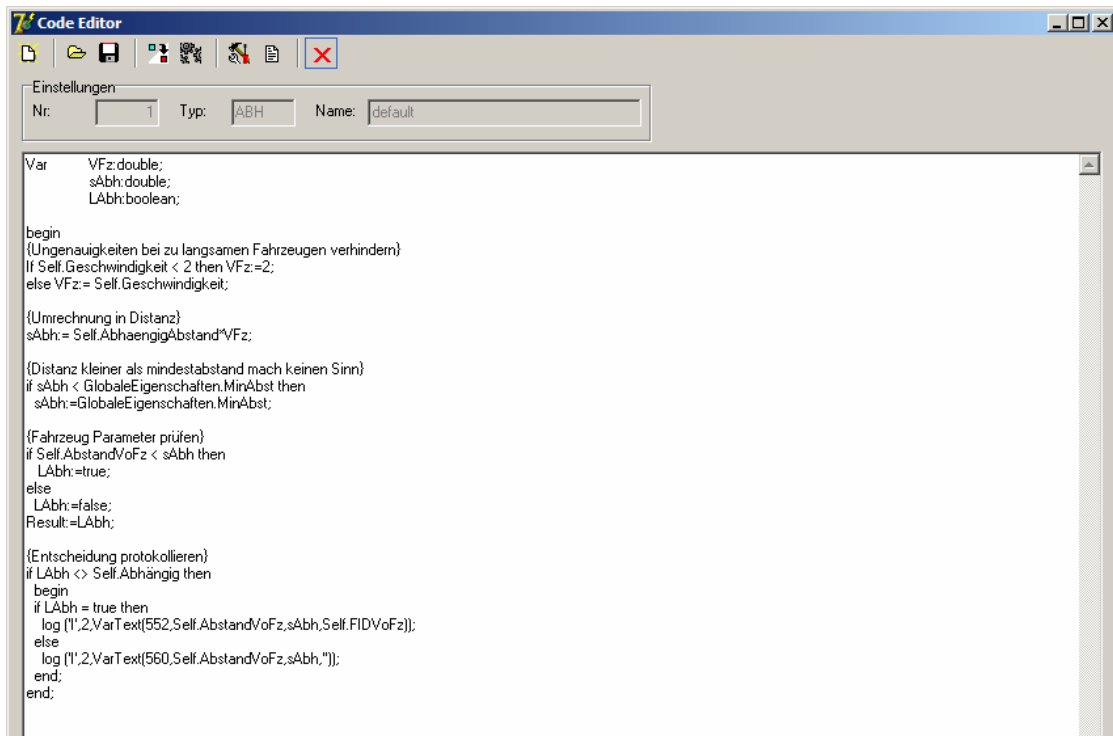 Code Editor
Einstellungen
Nr: 1 Typ: ABH Name: default
Var VFz:double;
sAbh:double;
LAbh:boolean;
begin
{Ungenauigkeiten bei zu langsamen Fahrzeugen verhindern}
If Self.Geschwindigkeit < 2 then VFz:=2;
else VFz:= Self.Geschwindigkeit;
{Umrechnung in Distanz}
sAbh:= Self.AbhaengigAbstand*VFz;
{Distanz kleiner als mindestabstand mach keinen Sinn}
if sAbh < GlobaleEigenschaften.MinAbst then
sAbh:=GlobaleEigenschaften.MinAbst;
{Fahrzeug Parameter prüfen}
if Self.AbstandVoFz < sAbh then
LAbh:=true;
else
LAbh:=false;
Result:=LAbh;
{Entscheidung protokollieren}
if LAbh <> Self.Abhängig then
begin
if LAbh = true then
log ('I',2,VarText(552,Self.AbstandVoFz,sAbh,Self.FIDVoFz));
else
log ('I',2,VarText(560,Self.AbstandVoFz,sAbh,''));
end;
end;